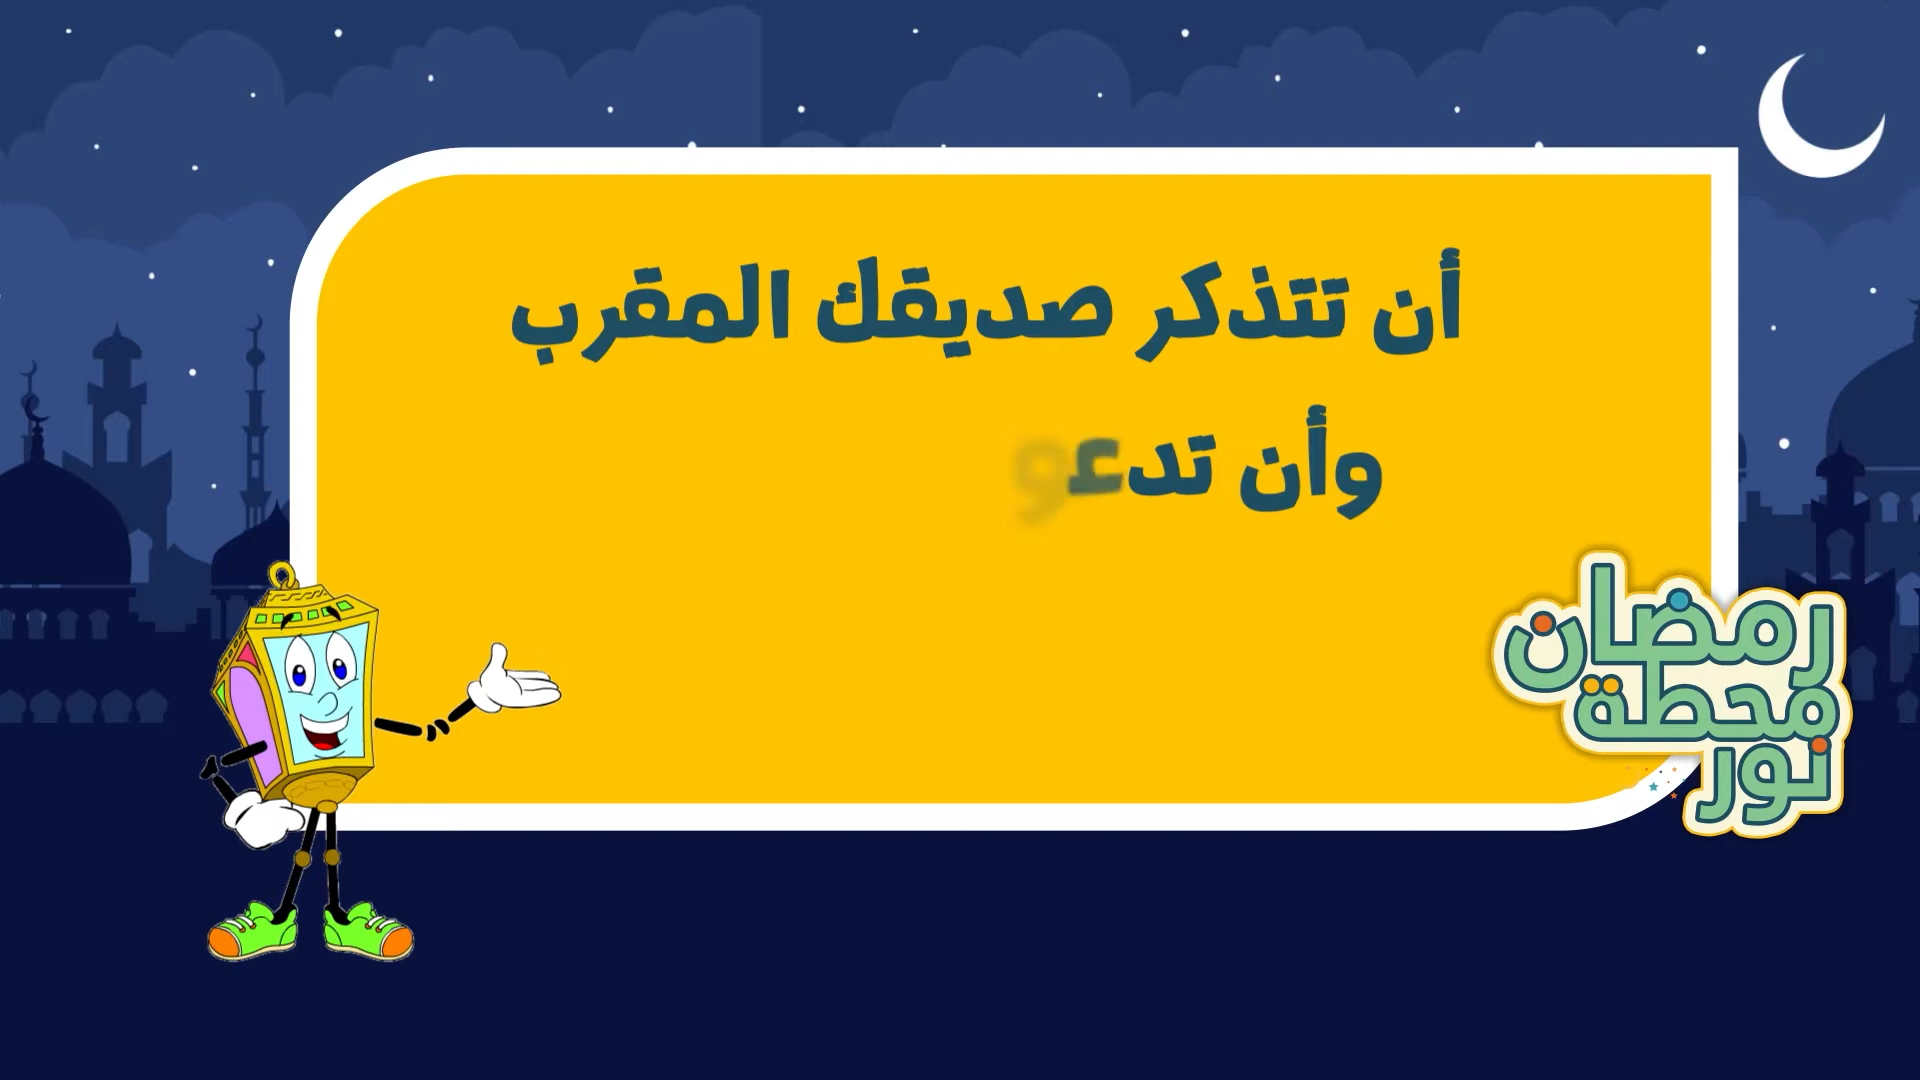 أن تتذكر صديقك المقرب
وأن تدعو
رمضان
محطة
نور